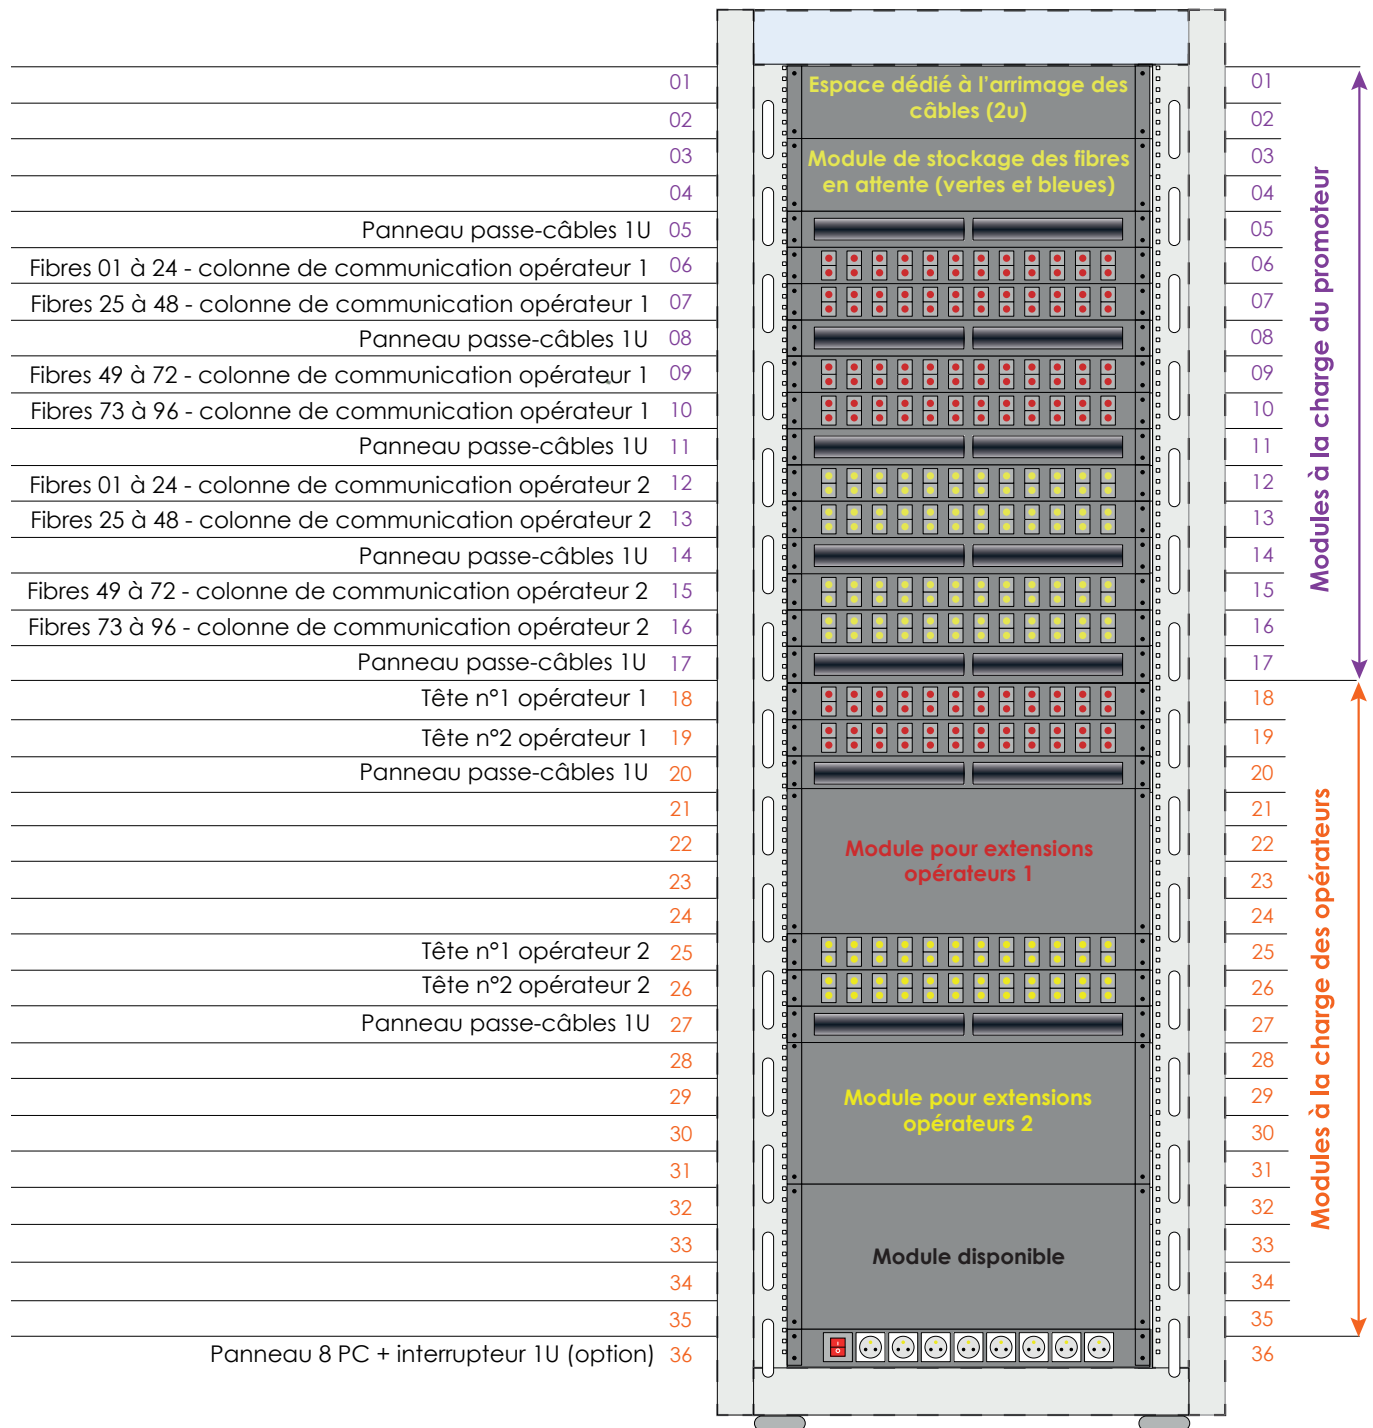 01 Espace dédié à l'arrimage des 01
câbles (2u)
02 02
03 Module de stockage des fibres 03
en attente (vertes et bleues)
04 04
Panneau passe-câbles 1U 05 05
Fibres 01 à 24 - colonne de communication opérateur 1 06 06
Fibres 25 à 48 - colonne de communication opérateur 1 07 07
Panneau passe-câbles 1U 08 08
Fibres 49 à 72 - colonne de communication opérateur 1 09 09
Fibres 73 à 96 - colonne de communication opérateur 1 10 10
Panneau passe-câbles 1U 11 11
Fibres 01 à 24 - colonne de communication opérateur 2 12 12
Fibres 25 à 48 - colonne de communication opérateur 2 13 13
Panneau passe-câbles 1U 14 14
Fibres 49 à 72 - colonne de communication opérateur 2 15 15
Fibres 73 à 96 - colonne de communication opérateur 2 16 16
Panneau passe-câbles 1U 17 17
Modules à la charge du promoteur
Tête n°1 opérateur 1 18 18
Tête n°2 opérateur 1 19 19
Panneau passe-câbles 1U 20 20
21 21
22 Module pour extensions 22
opérateurs 1
23 23
24 24
Tête n°1 opérateur 2 25 25
Tête n°2 opérateur 2 26 26
Panneau passe-câbles 1U 27 27
28 28
29 Module pour extensions 29
opérateurs 2
30 30
31 31
32 32
33 Module disponible 33
34 34
35 35
Modules à la charge des opérateurs
Panneau 8 PC + interrupteur 1U (option) 36 I O 36